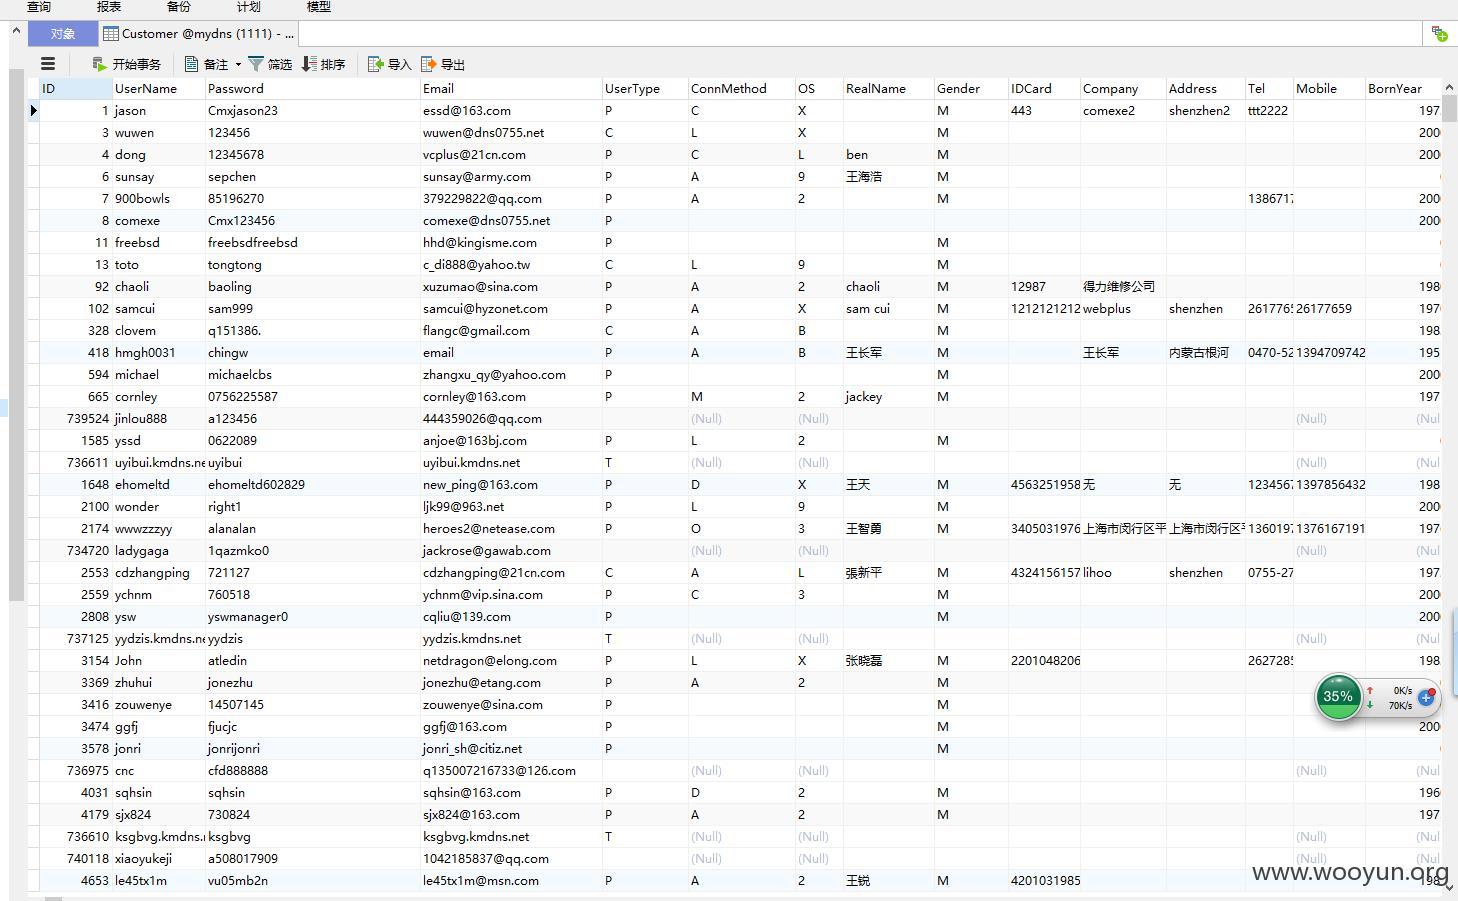 查询 报表 备份 计划 模型
对象 Customer @mydns (1111) - ...
开始事务 备注 筛选 排序 导入 导出
ID UserName Password Email UserType ConnMethod OS RealName Gender IDCard Company Address Tel Mobile BornYear
1 jason Cmxjason23 essd@163.com P C X M 443 comexe2 shenzhen2 ttt2222 197
3 wuwen 123456 wuwen@dns0755.net C L X M 200
4 dong 12345678 vcplus@21cn.com P C L ben M 200
6 sunsay sepchen sunsay@army.com P A 9 王海浩 M
7 900bowls 85196270 379229822@qq.com P A 2 M 138671 200
8 comexe Cmx123456 comexe@dns0755.net P 200
11 freebsd freebsdfreebsd hhd@kingisme.com P M
13 toto tongtong c_di888@yahoo.tw C L 9 M
92 chaoli baoling xuzumao@sina.com P A 2 chaoli M 12987 得力维修公司 198
102 samcui sam999 samcui@hyzonet.com P A X sam cui M 1212121212 webplus shenzhen 261776 26177659 197
328 clovem q151386. flangc@gmail.com C A B M 198
418 hmgh0031 chingw email P A B 王长军 M 王长军 内蒙古根河 0470-52 1394709742 195
594 michael michaelcbs zhangxu_qy@yahoo.com P M 200
665 cornley 0756225587 cornley@163.com P M 2 jackey M 197
739524 jinlou888 a123456 444359026@qq.com (Null) (Null) (Null) (Nul
1585 yssd 0622089 anjoe@163bj.com P L 2 M
736611 uyibui.kmdns.ne uyibui uyibui.kmdns.net T (Null) (Null) (Null) (Nul
1648 ehomeltd ehomeltd602829 new_ping@163.com P D X 王天 M 4563251958 无 无 123456 1397856432 198
2100 wonder right1 ljk99@963.net P L 9 M 200
2174 wwwzzzyy alanalan heroes2@netease.com P O 3 王智勇 M 3405031976 上海市闵行区平 上海市闵行区 136019 1376167191 197
734720 ladygaga 1qazmko0 jackrose@gawab.com (Null) (Null) (Null) (Nul
2553 cdzhangping 721127 cdzhangping@21cn.com C A L 張新平 M 4324156157 lihoo shenzhen 0755-27 197
2559 ychnm 760518 ychnm@vip.sina.com P C 3 M 200
2808 ysw yswmanager0 cqliu@139.com P M 200
737125 yydzis.kmdns.ne yydzis yydzis.kmdns.net T (Null) (Null) (Null) (Nul
3154 John atledin netdragon@elong.com P L X 张晓磊 M 2201048206 262728 198
3369 zhuhui jonezhu jonezhu@etang.com P A 2 M
3416 zouwenye 14507145 zouwenye@sina.com P M
3474 ggfj fjucjc ggfj@163.com P M 200
3578 jonri jonrijonri jonri_sh@citiz.net P M
736975 cnc cfd888888 q135007216733@126.com (Null) (Null) (Null) (Nul
4031 sqhsin sqhsin sqhsin@163.com P D 2 M 196
4179 sjx824 730824 sjx824@163.com P A 2 M 197
736610 ksgbvg.kmdns. ksgbvg ksgbvg.kmdns.net T (Null) (Null) (Null) (Nul
740118 xiaoyukeji a508017909 1042185837@qq.com (Null) (Null) (Null) (Nul
4653 le45tx1m vu05mb2n le45tx1m@msn.com P A 2 王锐 M 4201031985 198
35% 0K/s
70K/s
www.wooyun.org